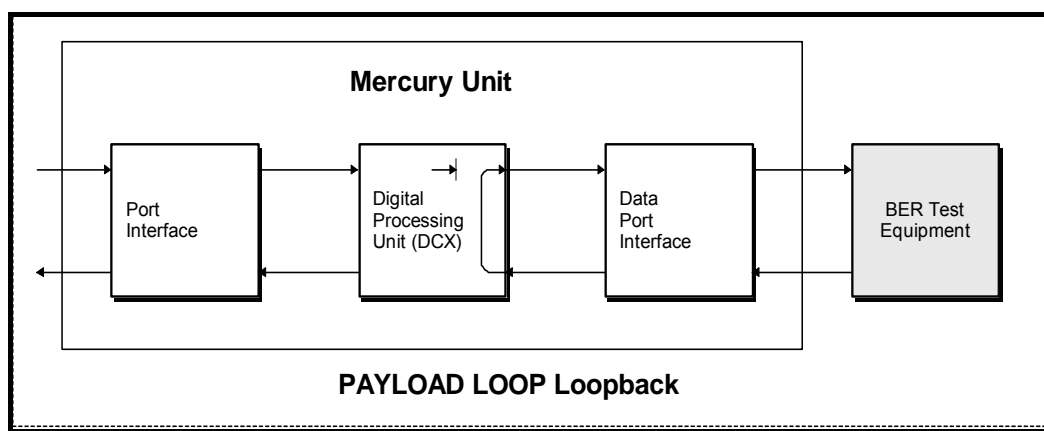 Mercury Unit
Port
Interface
Digital
Processing
Unit (DCX)
Data
Port
Interface
BER Test
Equipment
PAYLOAD LOOP Loopback